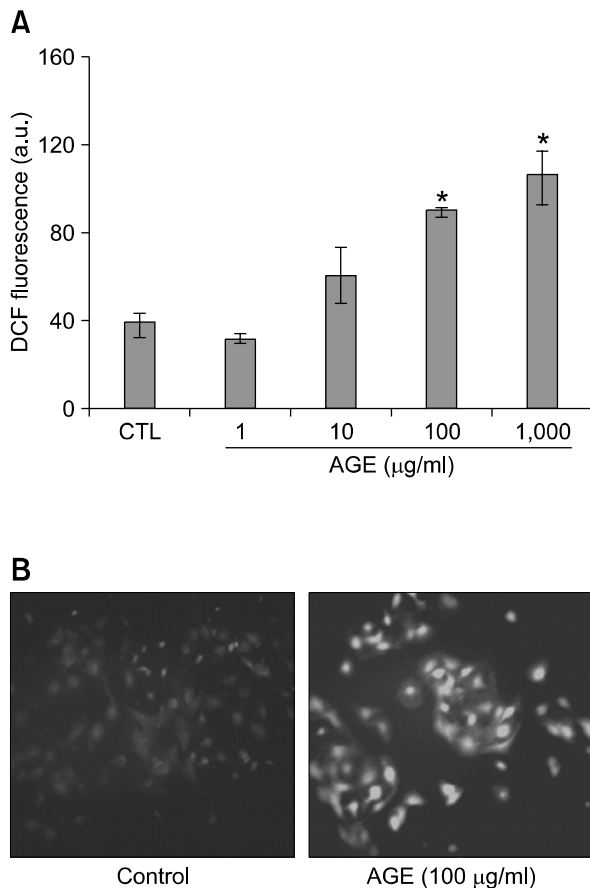 A
160
120
80
40
0
DCF fluorescence (a.u.)
* *
CTL 1 10 100 1,000
AGE (μg/ml)
B
Control AGE (100 μg/ml)